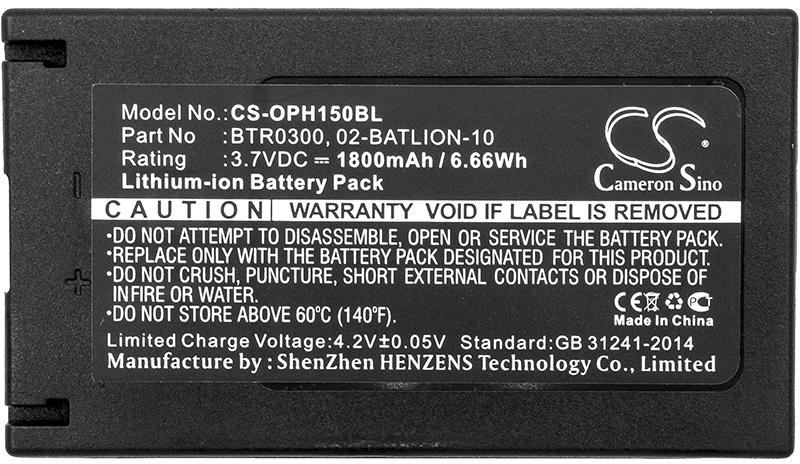 Model No.:CS-OPH150BL
Part No :BTR0300, 02-BATLION-10
Rating :3.7VDC ⎓ 1800mAh / 6.66Wh
Lithium-ion Battery Pack
CS
Cameron Sino
CAUTION WARRANTY VOID IF LABEL IS REMOVED
•DO NOT ATTEMPT TO DISASSEMBLE, OPEN OR SERVICE THE BATTERY PACK.
•REPLACE ONLY WITH THE BATTERY PACK DESIGNATED FOR THIS PRODUCT.
•DO NOT CRUSH, PUNCTURE, SHORT EXTERNAL CONTACTS OR DISPOSE OF
INFIRE OR WATER.
•DO NOT STORE ABOVE 60ºC (140ºF).
CE PCT
Made In China
Limited Charge Voltage:4.2V±0.05V Standard:GB 31241-2014
Manufacture by : ShenZhen HENZENS Technology Co., Limited
-
+